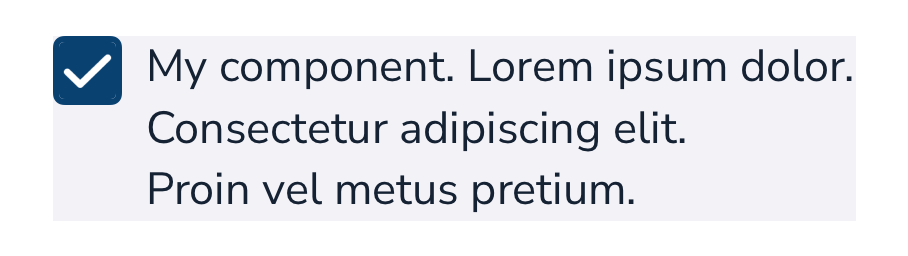 My component. Lorem ipsum dolor.
Consectetur adipiscing elit.
Proin vel metus pretium.